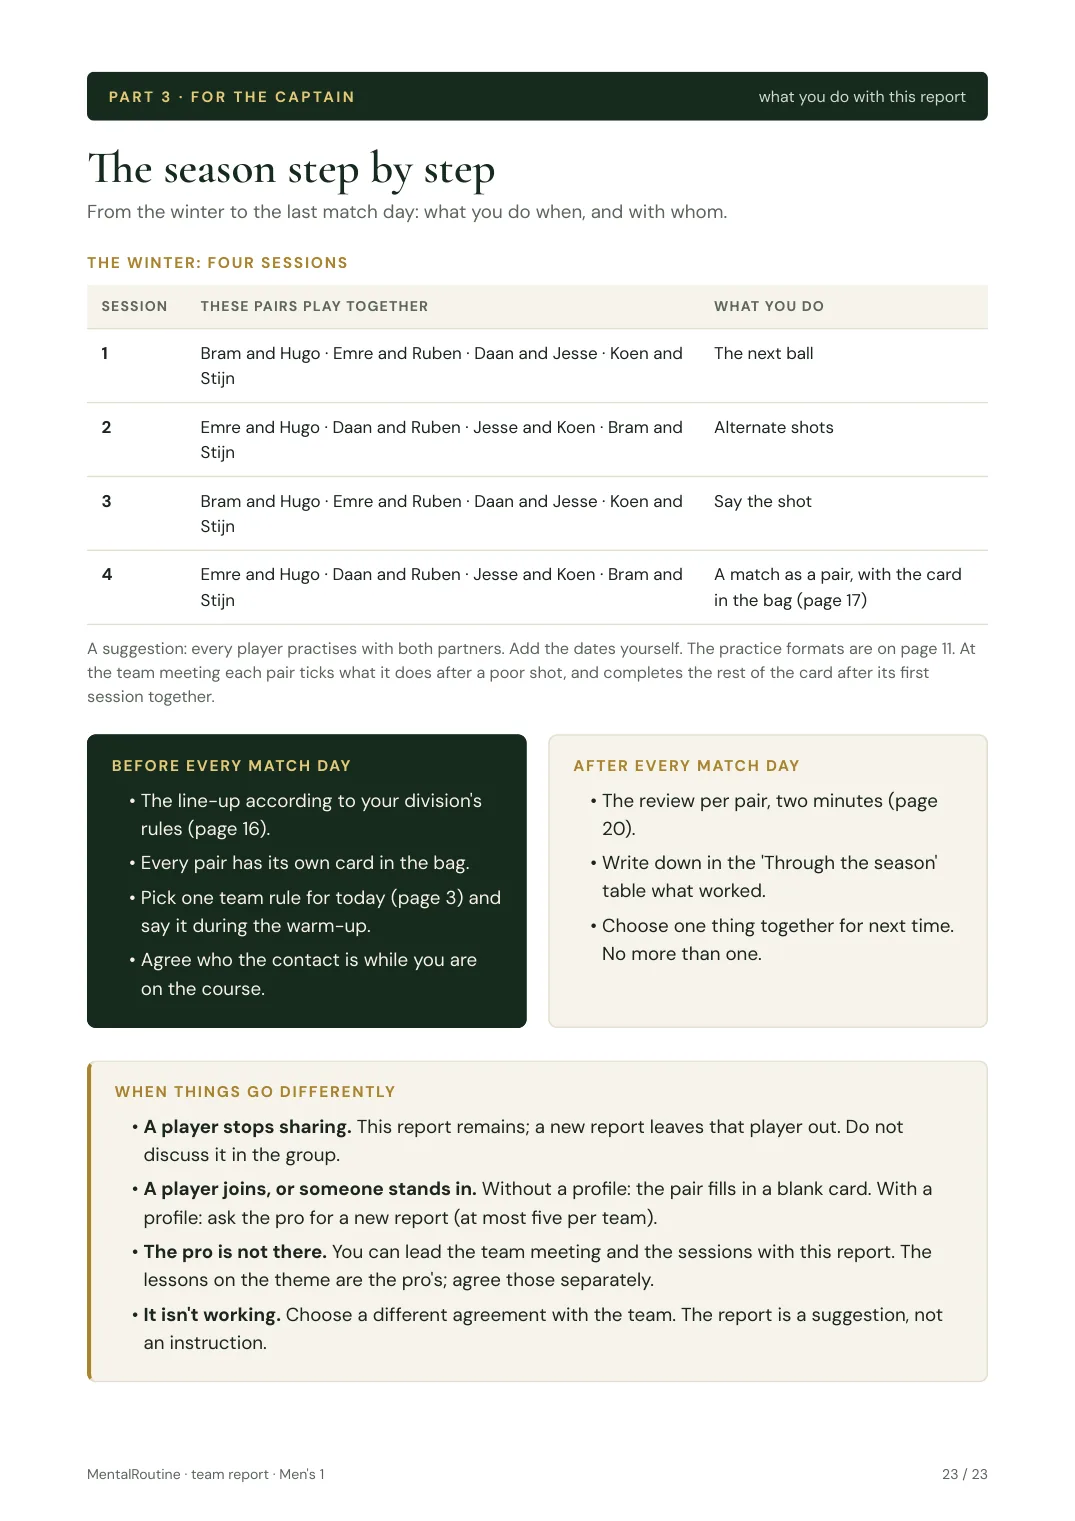 PART 3 · FOR THE CAPTAIN
what you do with this report
The season step by step
From the winter to the last match day: what you do when, and with whom.
THE WINTER: FOUR SESSIONS
SESSION THESE PAIRS PLAY TOGETHER WHAT YOU DO
1 Bram and Hugo · Emre and Ruben · Daan and Jesse · Koen and The next ball
Stijn
2 Emre and Hugo · Daan and Ruben · Jesse and Koen · Bram and Alternate shots
Stijn
3 Bram and Hugo · Emre and Ruben · Daan and Jesse · Koen and Say the shot
Stijn
4 Emre and Hugo · Daan and Ruben · Jesse and Koen · Bram and A match as a pair, with the card
Stijn in the bag (page 17)
A suggestion: every player practises with both partners. Add the dates yourself. The practice formats are on page 11. At
the team meeting each pair ticks what it does after a poor shot, and completes the rest of the card after its first
session together.
BEFORE EVERY MATCH DAY
• The line-up according to your division's
rules (page 16).
• Every pair has its own card in the bag.
• Pick one team rule for today (page 3) and
say it during the warm-up.
• Agree who the contact is while you are
on the course.
AFTER EVERY MATCH DAY
• The review per pair, two minutes (page
20).
• Write down in the 'Through the season'
table what worked.
• Choose one thing together for next time.
No more than one.
WHEN THINGS GO DIFFERENTLY
• A player stops sharing. This report remains; a new report leaves that player out. Do not
discuss it in the group.
• A player joins, or someone stands in. Without a profile: the pair fills in a blank card. With a
profile: ask the pro for a new report (at most five per team).
• The pro is not there. You can lead the team meeting and the sessions with this report. The
lessons on the theme are the pro's; agree those separately.
• It isn't working. Choose a different agreement with the team. The report is a suggestion, not
an instruction.
MentalRoutine · team report · Men's 1
23 / 23